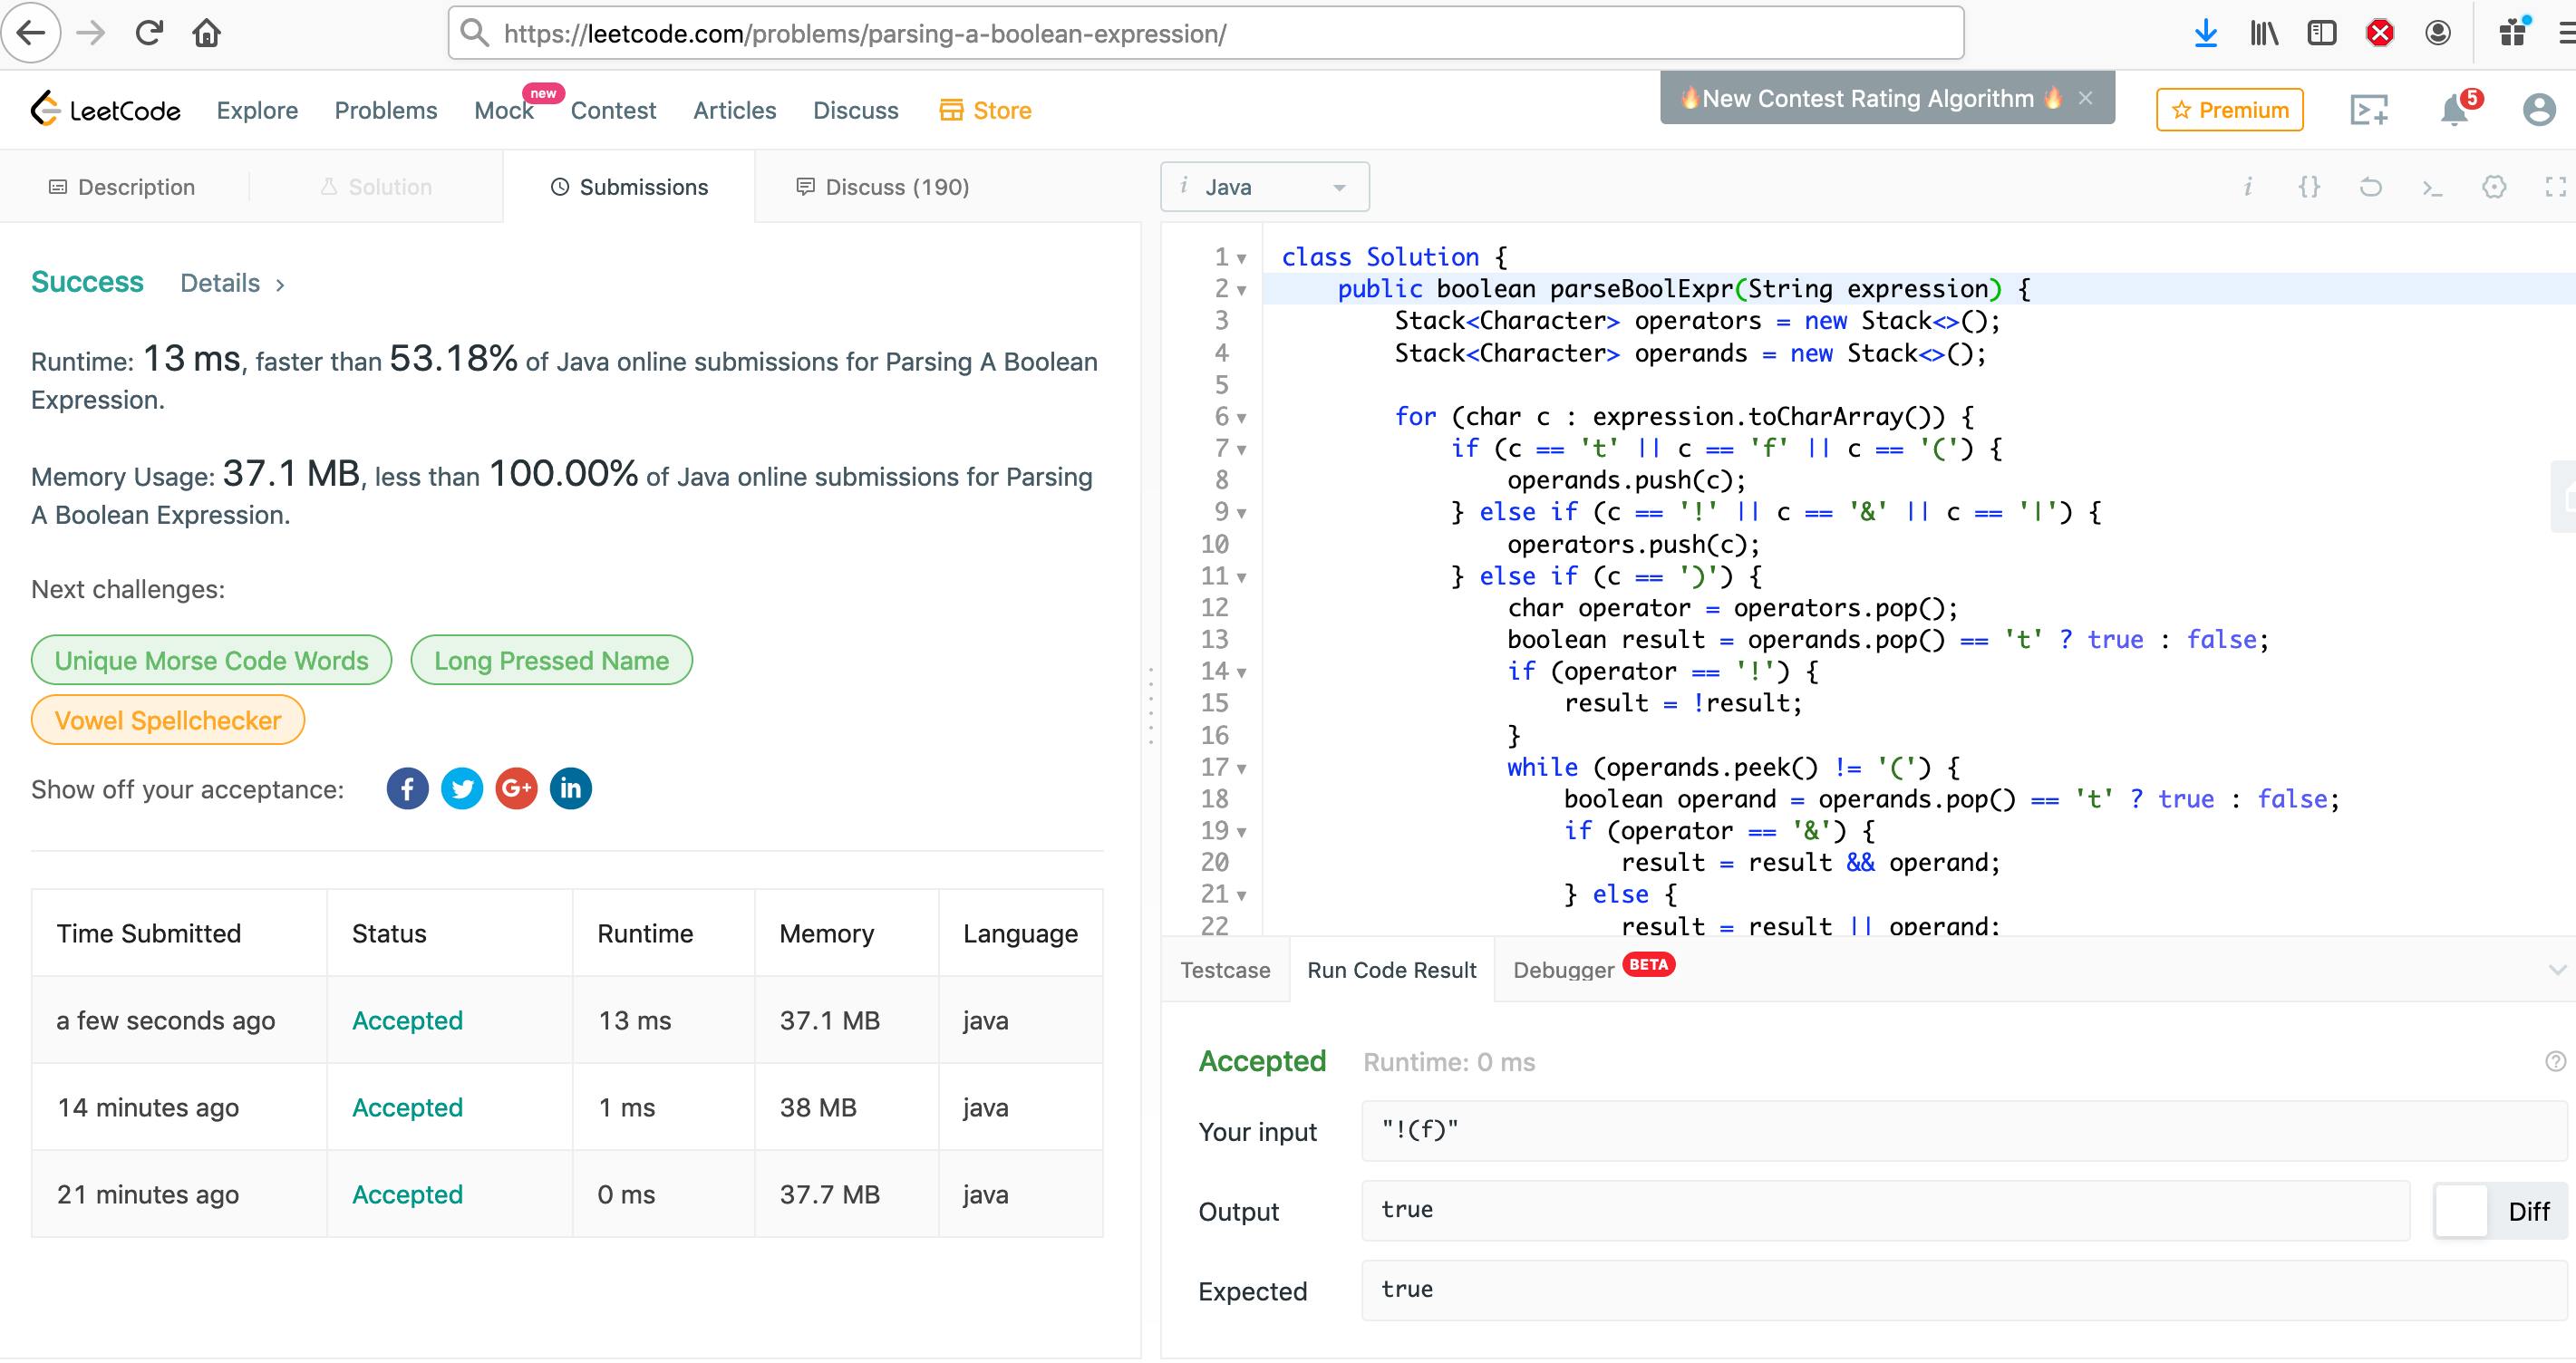 https://leetcode.com/problems/parsing-a-boolean-expression/
LeetCode Explore Problems Mock new Contest Articles Discuss Store 🔥New Contest Rating Algorithm 🔥 × Premium 5
Description Solution Submissions Discuss (190)
Success Details >
Runtime: 13 ms, faster than 53.18% of Java online submissions for Parsing A Boolean
Expression.
Memory Usage: 37.1 MB, less than 100.00% of Java online submissions for Parsing
A Boolean Expression.
Next challenges:
Unique Morse Code Words Long Pressed Name
Vowel Spellchecker
Show off your acceptance: f G+ in
Time Submitted Status Runtime Memory Language
a few seconds ago Accepted 13 ms 37.1 MB java
14 minutes ago Accepted 1 ms 38 MB java
21 minutes ago Accepted 0 ms 37.7 MB java
i Java i {} >_
1 class Solution {
2 public boolean parseBoolExpr(String expression) {
3 Stack<Character> operators = new Stack<>();
4 Stack<Character> operands = new Stack<>();
5
6 for (char c : expression.toCharArray()) {
7 if (c == 't' || c == 'f' || c == '(') {
8 operands.push(c);
9 } else if (c == '!' || c == '&' || c == '|') {
10 operators.push(c);
11 } else if (c == ')') {
12 char operator = operators.pop();
13 boolean result = operands.pop() == 't' ? true : false;
14 if (operator == '!') {
15 result = !result;
16 }
17 while (operands.peek() != '(') {
18 boolean operand = operands.pop() == 't' ? true : false;
19 if (operator == '&') {
20 result = result && operand;
21 } else {
22 result = result || operand;
Testcase Run Code Result Debugger BETA
Accepted Runtime: 0 ms ?
Your input "!(f)"
Output true Diff
Expected true